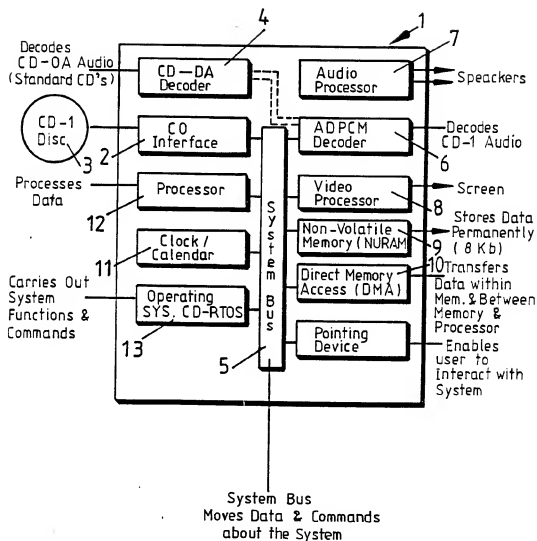 4
1
7
Decodes
CD-OA Audio
(Standard CD's)
CD-DA
Decoder
Audio
Processor
Speackers
CD-1
Disc
3
2
CO
Interface
ADPCM
Decoder
6
Decodes
CD-1 Audio
Processes
Data
Processor
12
Video
Processor
8
Screen
System Bus
5
11
Clock/
Calendar
Non-Volatile
Memory (NURAM)
9
Stores Data
Permanently
(8 Kb)
Carries Out
System
Functions &
Commands
Operating
SYS, CD-RTOS
13
Direct Memory
Access (DMA)
10
Transfers
Data within
Mem. & Between
Memory &
Processor
Pointing
Device
Enables
user to
Interact with
System
System Bus
Moves Data & Commands
about the System